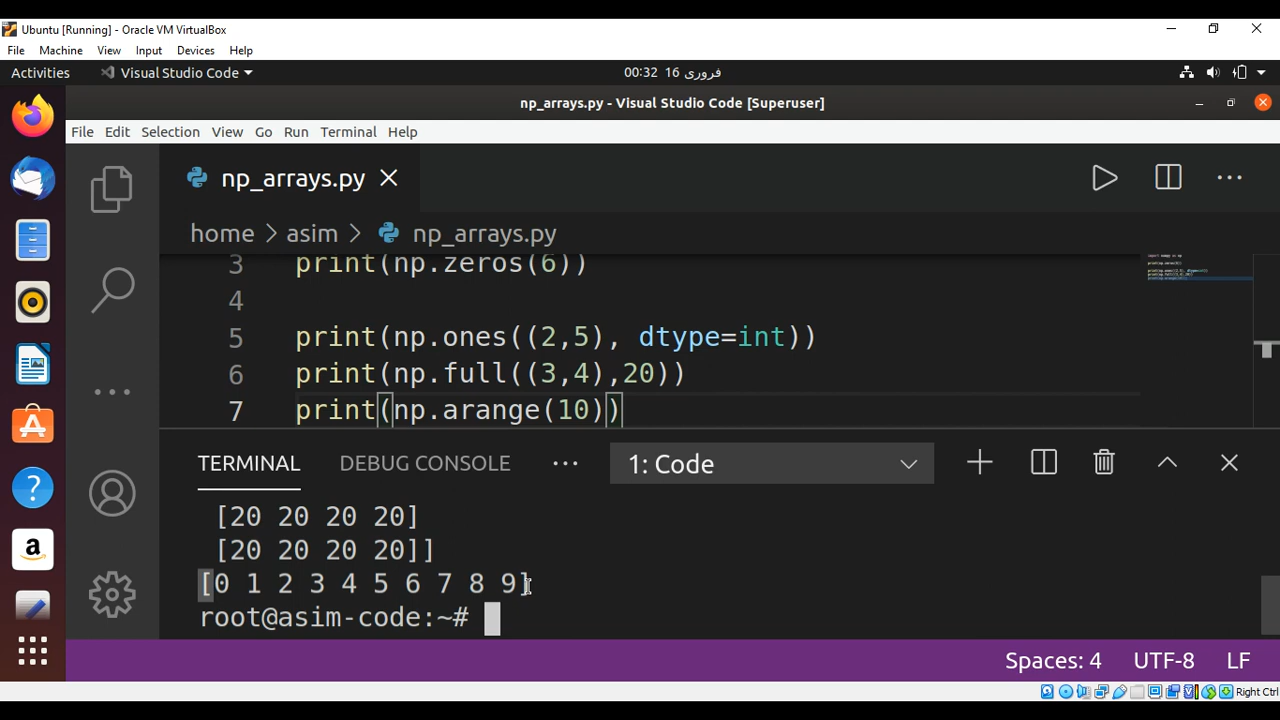 Ubuntu [Running] - Oracle VM VirtualBox
File Machine View Input Devices Help
Activities Visual Studio Code 00:32 16 فروری
np_arrays.py - Visual Studio Code [Superuser]
File Edit Selection View Go Run Terminal Help
np_arrays.py
home > asim > np_arrays.py
3 print(np.zeros(6))
4
5 print(np.ones((2,5), dtype=int))
6 print(np.full((3,4),20))
7 print(np.arange(10))
TERMINAL DEBUG CONSOLE ... 1: Code
[20 20 20 20]
[20 20 20 20]]
[0 1 2 3 4 5 6 7 8 9]
root@asim-code:~#
Spaces: 4 UTF-8 LF
Right Ctrl